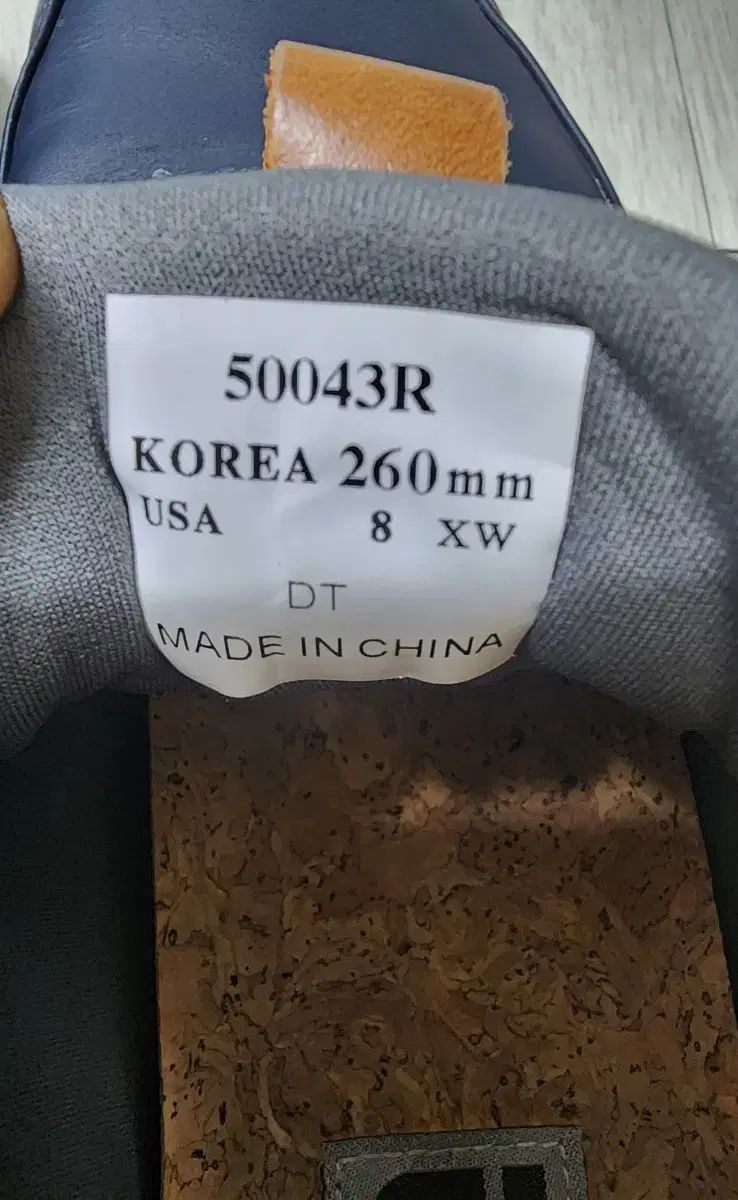 50043R
KOREA 260mm
USA 8 XW
DT
MADE IN CHINA